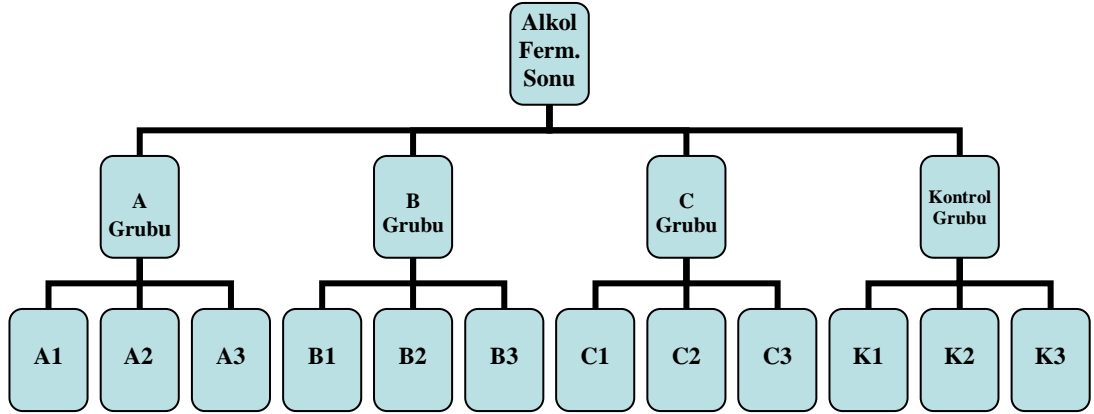 Alkol
Ferm.
Sonu
A
Grubu
B
Grubu
C
Grubu
Kontrol
Grubu
A1
A2
A3
B1
B2
B3
C1
C2
C3
K1
K2
K3